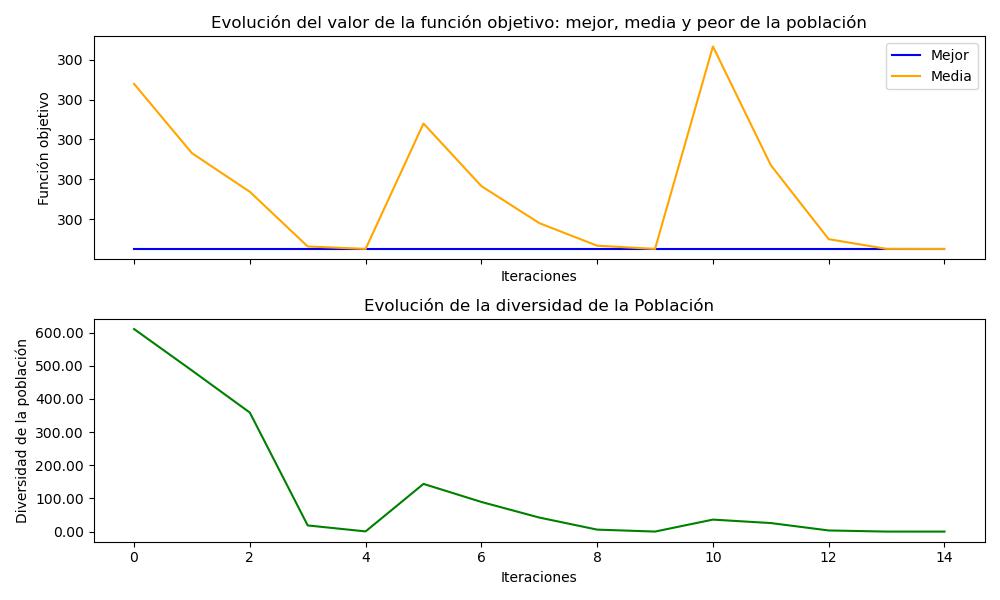 Evolución del valor de la función objetivo: mejor, media y peor de la población
Función objetivo
300
300
300
300
300
Mejor
Media
Iteraciones
Evolución de la diversidad de la Población
Diversidad de la población
600.00
500.00
400.00
300.00
200.00
100.00
0.00
0 2 4 6 8 10 12 14
Iteraciones